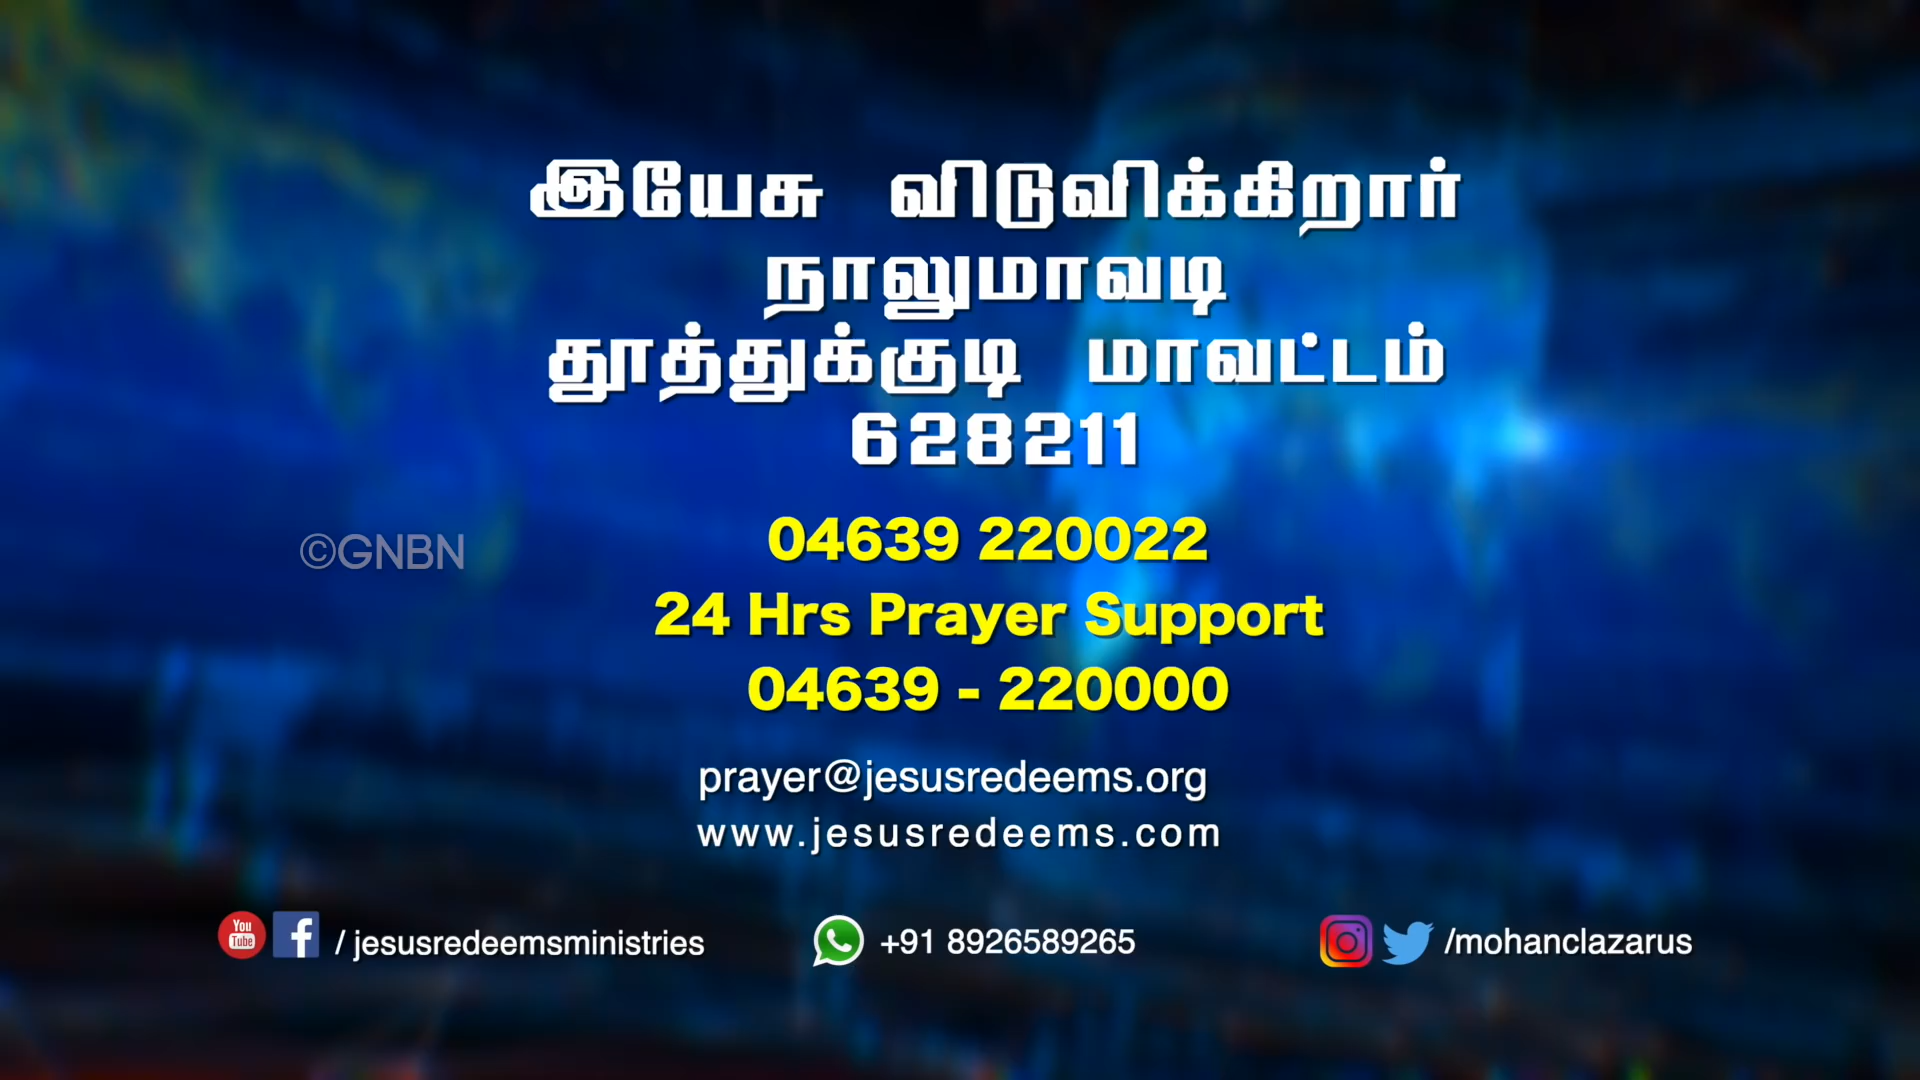 இயேசு விடுவிக்கிறார்
நாலுமாவடி
தூத்துக்குடி மாவட்டம்
628211
04639 220022
©GNBN
24 Hrs Prayer Support
04639 - 220000
prayer@jesusredeems.org
www.jesusredeems.com
You Tube f / jesusredeemsministries
+91 8926589265
/mohanclazarus